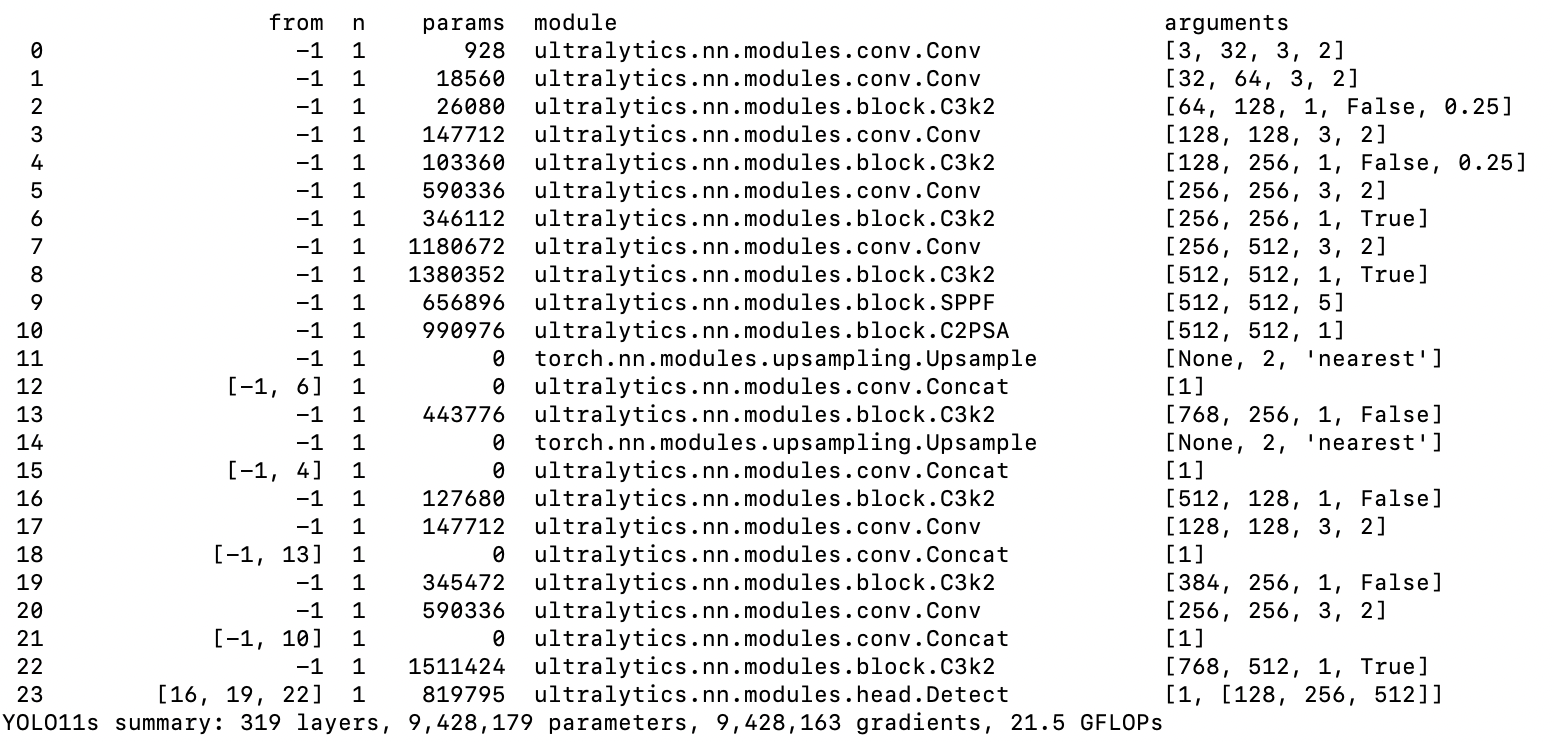 from  n    params  module                                       arguments
  0                  -1  1       928  ultralytics.nn.modules.conv.Conv             [3, 32, 3, 2]
  1                  -1  1     18560  ultralytics.nn.modules.conv.Conv             [32, 64, 3, 2]
  2                  -1  1     26080  ultralytics.nn.modules.block.C3k2            [64, 128, 1, False, 0.25]
  3                  -1  1    147712  ultralytics.nn.modules.conv.Conv             [128, 128, 3, 2]
  4                  -1  1    103360  ultralytics.nn.modules.block.C3k2            [128, 256, 1, False, 0.25]
  5                  -1  1    590336  ultralytics.nn.modules.conv.Conv             [256, 256, 3, 2]
  6                  -1  1    346112  ultralytics.nn.modules.block.C3k2            [256, 256, 1, True]
  7                  -1  1   1180672  ultralytics.nn.modules.conv.Conv             [256, 512, 3, 2]
  8                  -1  1   1380352  ultralytics.nn.modules.block.C3k2            [512, 512, 1, True]
  9                  -1  1    656896  ultralytics.nn.modules.block.SPPF            [512, 512, 5]
 10                  -1  1    990976  ultralytics.nn.modules.block.C2PSA           [512, 512, 1]
 11                  -1  1         0  torch.nn.modules.upsampling.Upsample         [None, 2, 'nearest']
 12             [-1, 6]  1         0  ultralytics.nn.modules.conv.Concat           [1]
 13                  -1  1    443776  ultralytics.nn.modules.block.C3k2            [768, 256, 1, False]
 14                  -1  1         0  torch.nn.modules.upsampling.Upsample         [None, 2, 'nearest']
 15             [-1, 4]  1         0  ultralytics.nn.modules.conv.Concat           [1]
 16                  -1  1    127680  ultralytics.nn.modules.block.C3k2            [512, 128, 1, False]
 17                  -1  1    147712  ultralytics.nn.modules.conv.Conv             [128, 128, 3, 2]
 18            [-1, 13]  1         0  ultralytics.nn.modules.conv.Concat           [1]
 19                  -1  1    345472  ultralytics.nn.modules.block.C3k2            [384, 256, 1, False]
 20                  -1  1    590336  ultralytics.nn.modules.conv.Conv             [256, 256, 3, 2]
 21            [-1, 10]  1         0  ultralytics.nn.modules.conv.Concat           [1]
 22                  -1  1   1511424  ultralytics.nn.modules.block.C3k2            [768, 512, 1, True]
 23        [16, 19, 22]  1    819795  ultralytics.nn.modules.head.Detect           [1, [128, 256, 512]]
YOLO11s summary: 319 layers, 9,428,179 parameters, 9,428,163 gradients, 21.5 GFLOPs